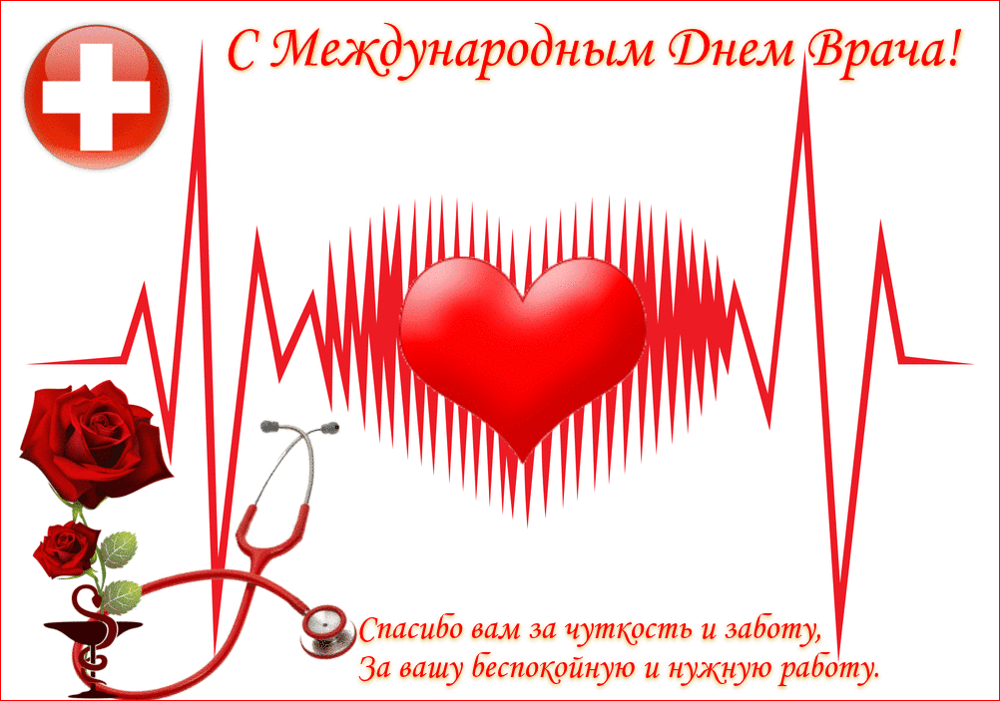 С Международным Днем Врача!
Спасибо вам за чуткость и заботу,
За вашу беспокойную и нужную работу.